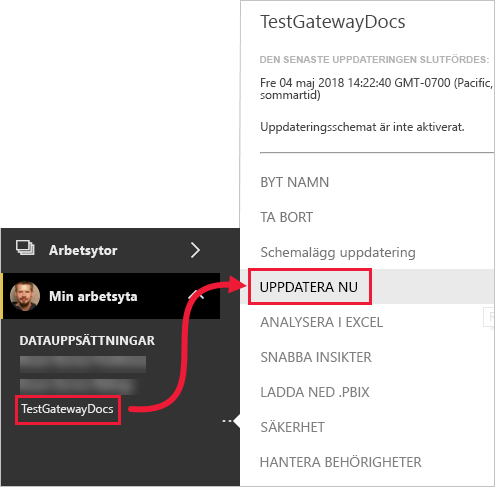 TestGatewayDocs
DEN SENASTE UPPDATERINGEN SLUTFÖRDES:
Fre 04 maj 2018 14:22:40 GMT-0700 (Pacific,
sommartid)
Uppdateringsschemat är inte aktiverat.
BYT NAMN
TA BORT
Schemalägg uppdatering
UPPDATERA NU
ANALYSERA I EXCEL
SNABBA INSIKTER
LADDA NED .PBIX
SÄKERHET
HANTERA BEHÖRIGHETER
Arbetsytor
Min arbetsyta
DATAUPPSÄTTNINGAR
TestGatewayDocs